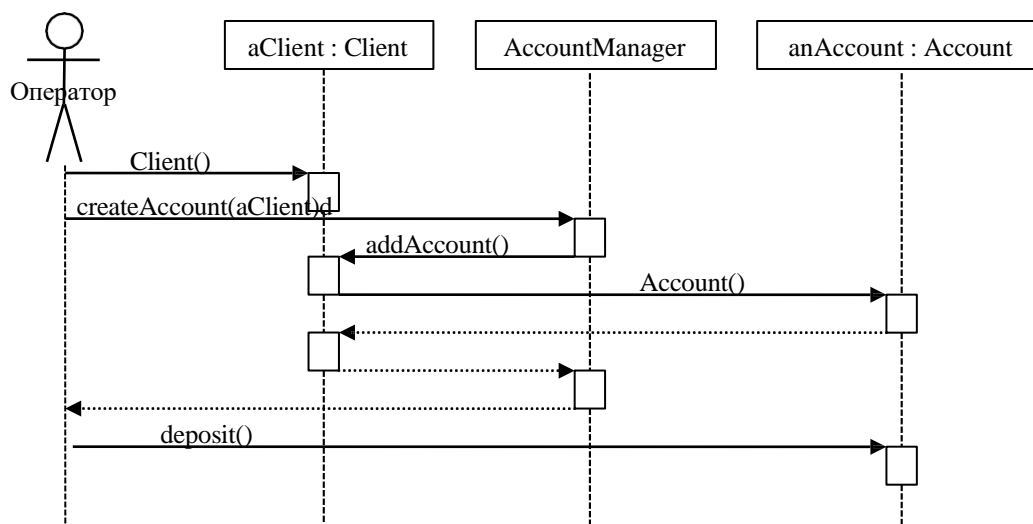 aClient : Client
AccountManager
anAccount : Account
Оператор
Client()
createAccount(aClient)d
addAccount()
Account()
deposit()